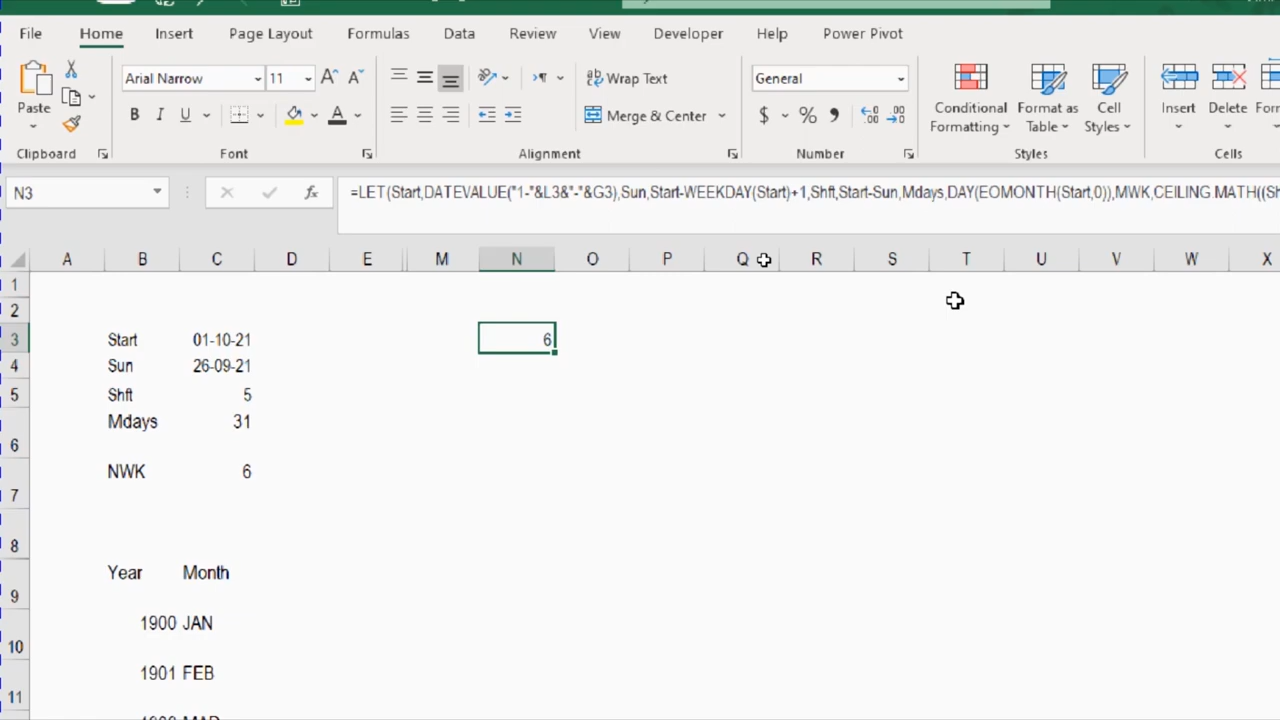 File Home Insert Page Layout Formulas Data Review View Developer Help Power Pivot
Paste
Arial Narrow 11
B I U A
Wrap Text
Merge & Center
General
$ % 9
Conditional Formatting
Format as Table
Cell Styles
Insert Delete
Clipboard Font Alignment Number Styles Cells
N3 fx =LET(Start,DATEVALUE("1-"&L3&"-"&G3),Sun,Start-WEEKDAY(Start)+1,Shft,Start-Sun,Mdays,DAY(EOMONTH(Start,0)),MWK,CEILING.MATH((Sh
A B C D E M N O P Q R S T U V W X
1
2
3 Start 01-10-21 6
4 Sun 26-09-21
5 Shft 5
Mdays 31
6
NWK 6
7
8
Year Month
9
1900 JAN
10
1901 FEB
11